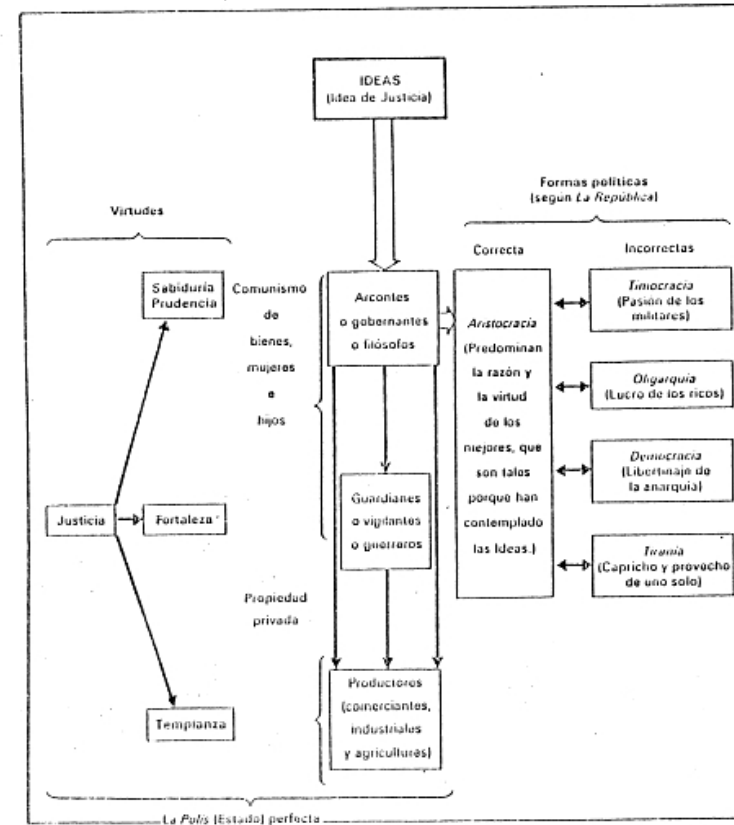 IDEAS
(Idea de Justicia)
Formas políticas
(según La República)
Virtudes
Correcta
Incorrectas
Sabiduría
Prudencia
Comunismo
de
bienes,
mujeres
e
hijos
Arcontes
o gobernantes
o filósofos
Aristocracia
(Predominan
la razón y
la virtud
de los
mejores, que
son tales
porque han
contemplado
las Ideas.)
Timocracia
(Pasión de los
militares)
Oligarquía
(Lucro de los ricos)
Democracia
(Libertinaje de
la anarquía)
Tiranía
(Capricho y provecho
de uno solo)
Justicia
Fortaleza
Guardianes
o vigilantes
o guerreros
Propiedad
privada
Templanza
Productores
(comerciantes,
industriales
y agricultures)
La Polis (Estado) perfecta